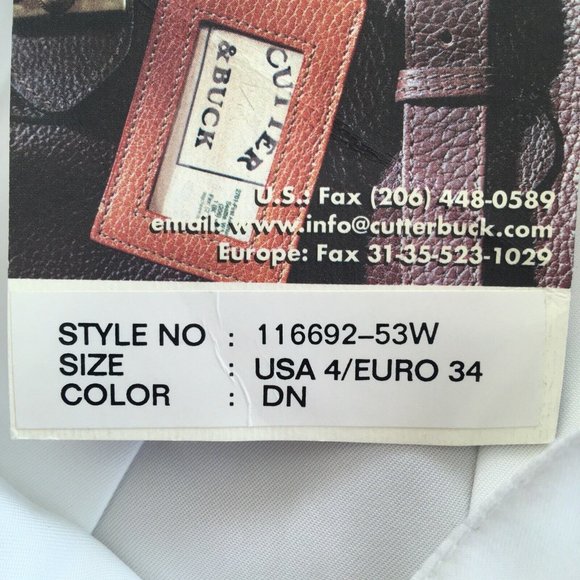 CUTTER
& BUCK
U.S.: Fax (206) 448-0589
email: www.info@cutterbuck.com
Europe: Fax 31-35-523-1029
STYLE NO : 116692-53W
SIZE : USA 4/EURO 34
COLOR : DN